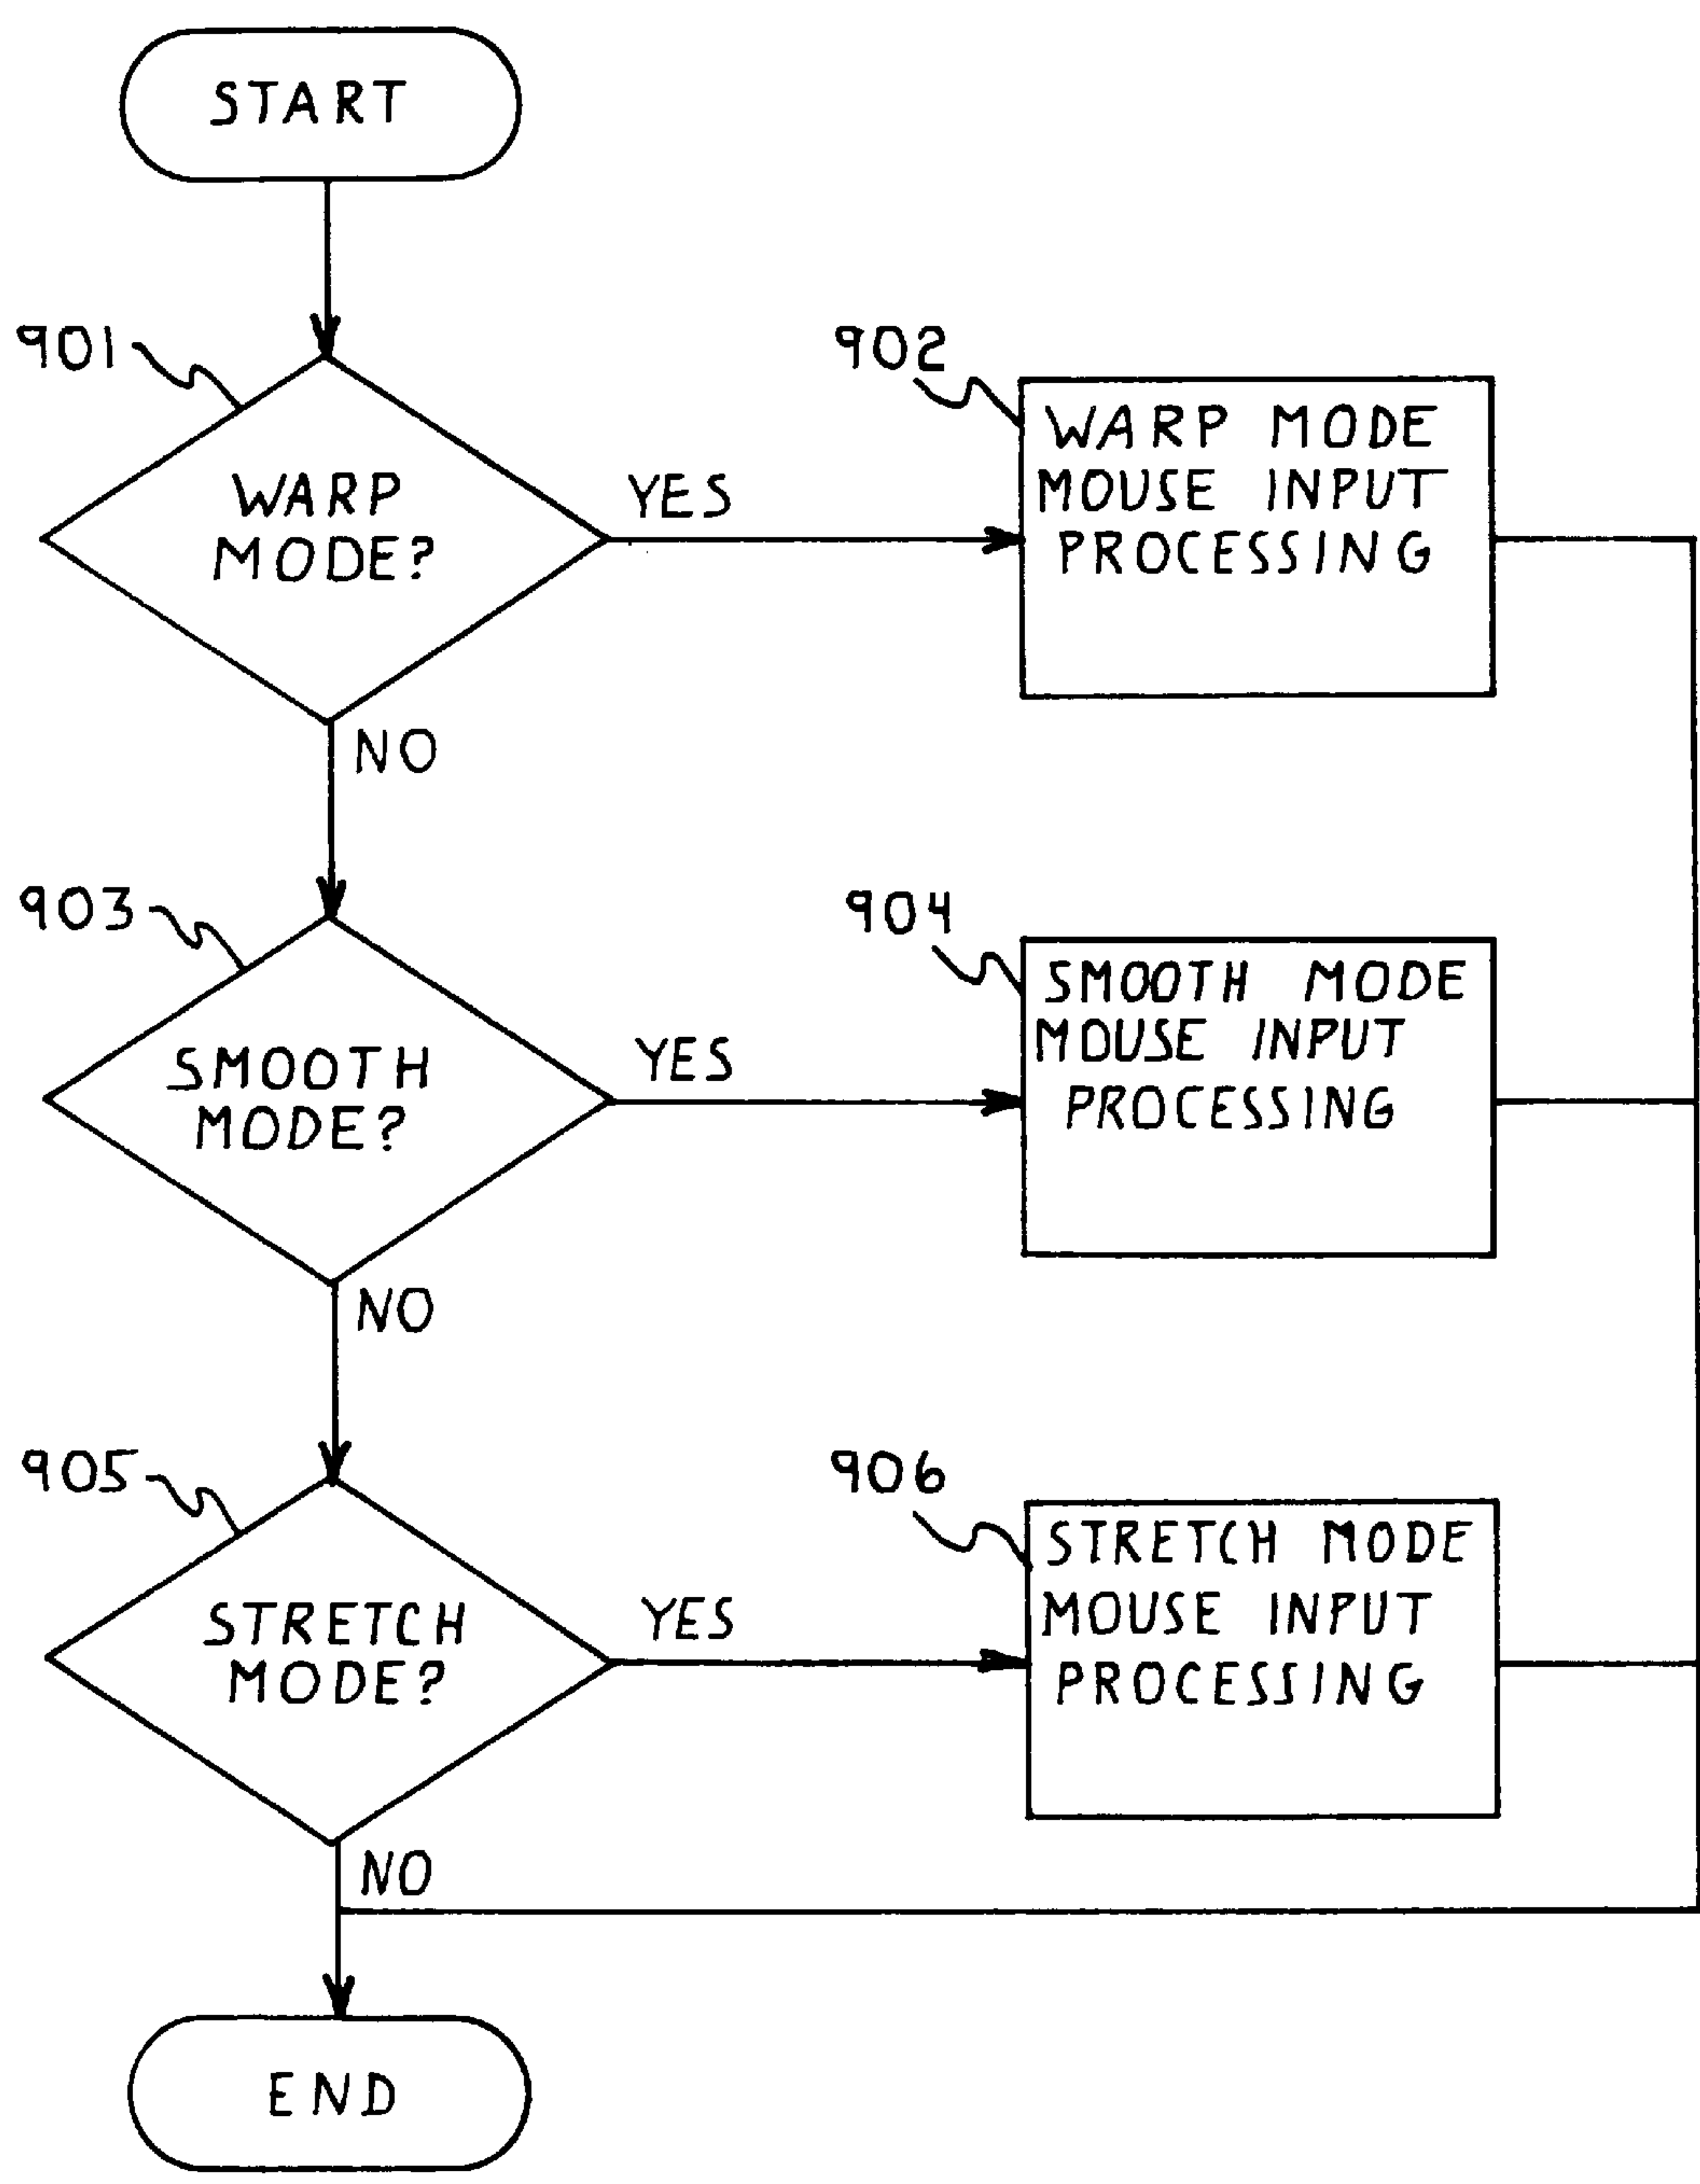 START
901
WARP
MODE?
YES
902
WARP MODE
MOUSE INPUT
PROCESSING
NO
903
SMOOTH
MODE?
YES
904
SMOOTH MODE
MOUSE INPUT
PROCESSING
NO
905
STRETCH
MODE?
YES
906
STRETCH MODE
MOUSE INPUT
PROCESSING
NO
END